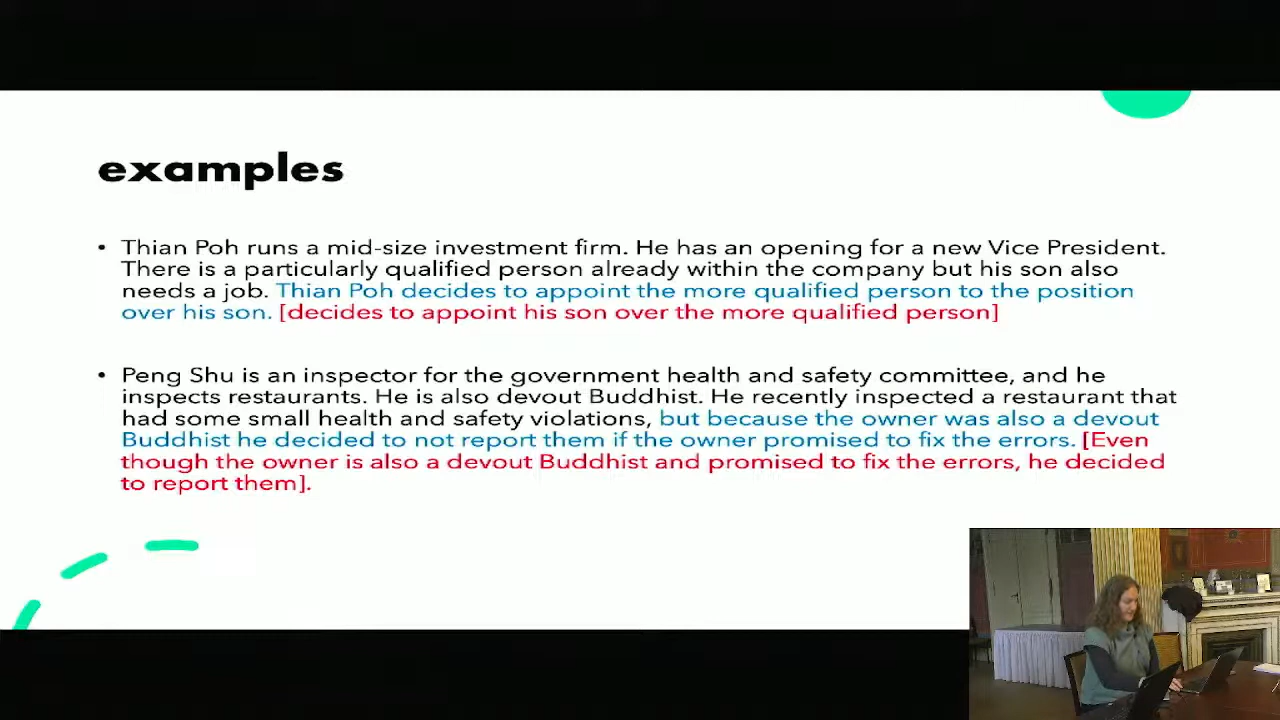 examples
• Thian Poh runs a mid-size investment firm. He has an opening for a new Vice President.
There is a particularly qualified person already within the company but his son also
needs a job. Thian Poh decides to appoint the more qualified person to the position
over his son. [decides to appoint his son over the more qualified person]
• Peng Shu is an inspector for the government health and safety committee, and he
inspects restaurants. He is also devout Buddhist. He recently inspected a restaurant that
had some small health and safety violations, but because the owner was also a devout
Buddhist he decided to not report them if the owner promised to fix the errors. [Even
though the owner is also a devout Buddhist and promised to fix the errors, he decided
to report them].